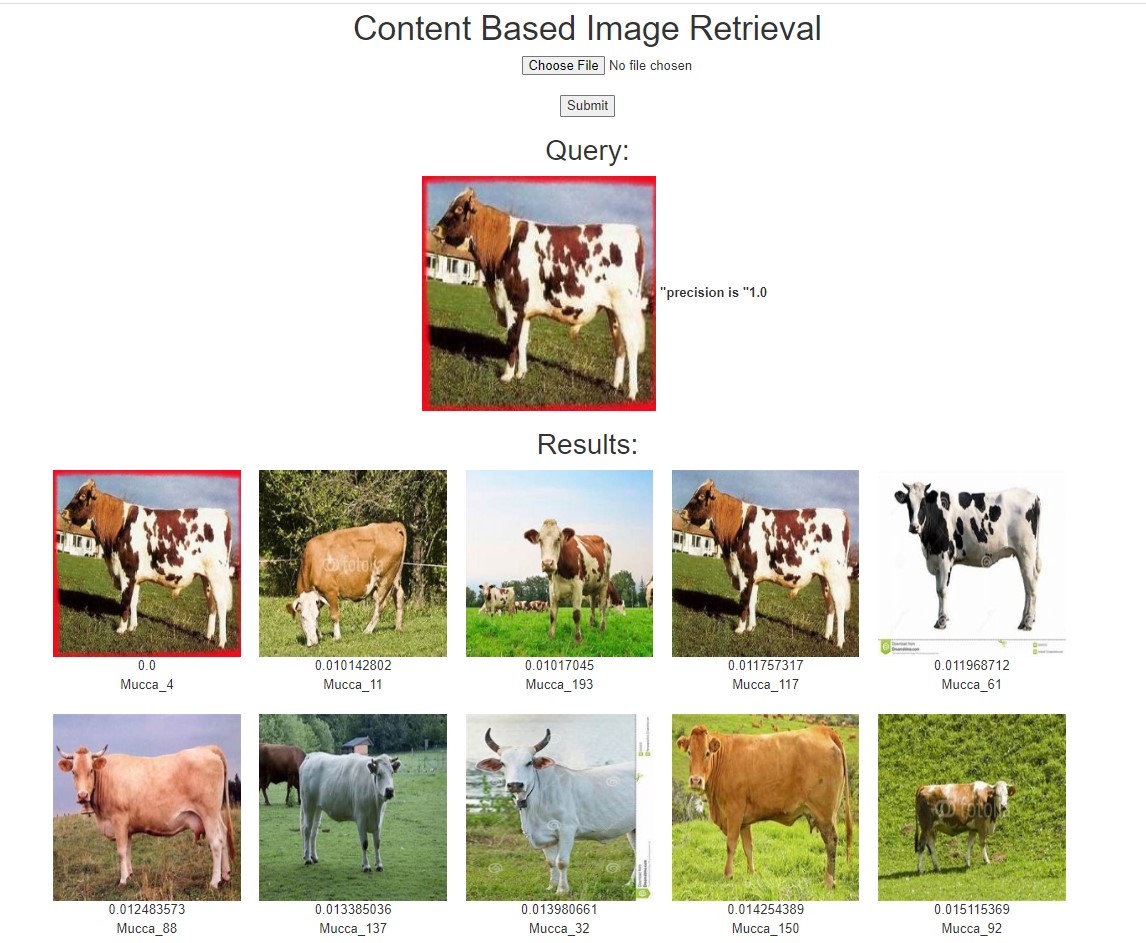 Content Based Image Retrieval
Choose File No file chosen
Submit
Query:
"precision is "1.0
Results:
0.0
Mucca_4
0.010142802
Mucca_11
0.01017045
Mucca_193
0.011757317
Mucca_117
0.011968712
Mucca_61
0.012483573
Mucca_88
0.013385036
Mucca_137
0.013980661
Mucca_32
0.014254389
Mucca_150
0.015115369
Mucca_92